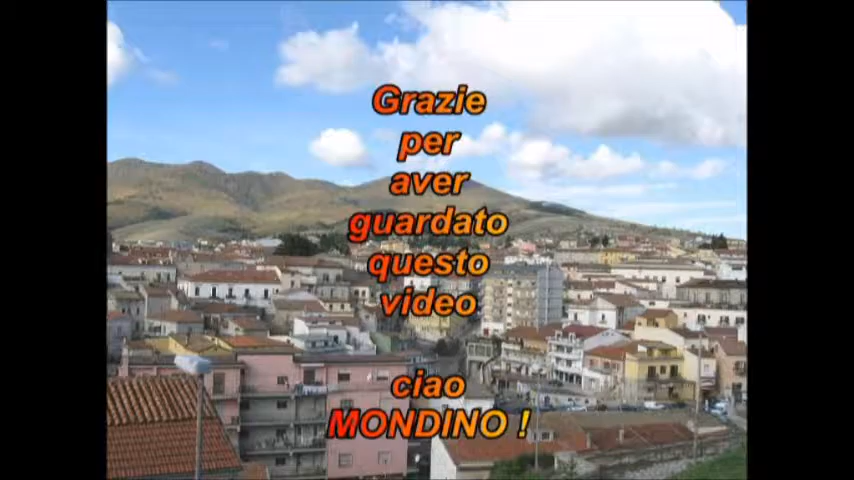 Grazie
per
aver
guardato
questo
video
ciao
MONDINO !